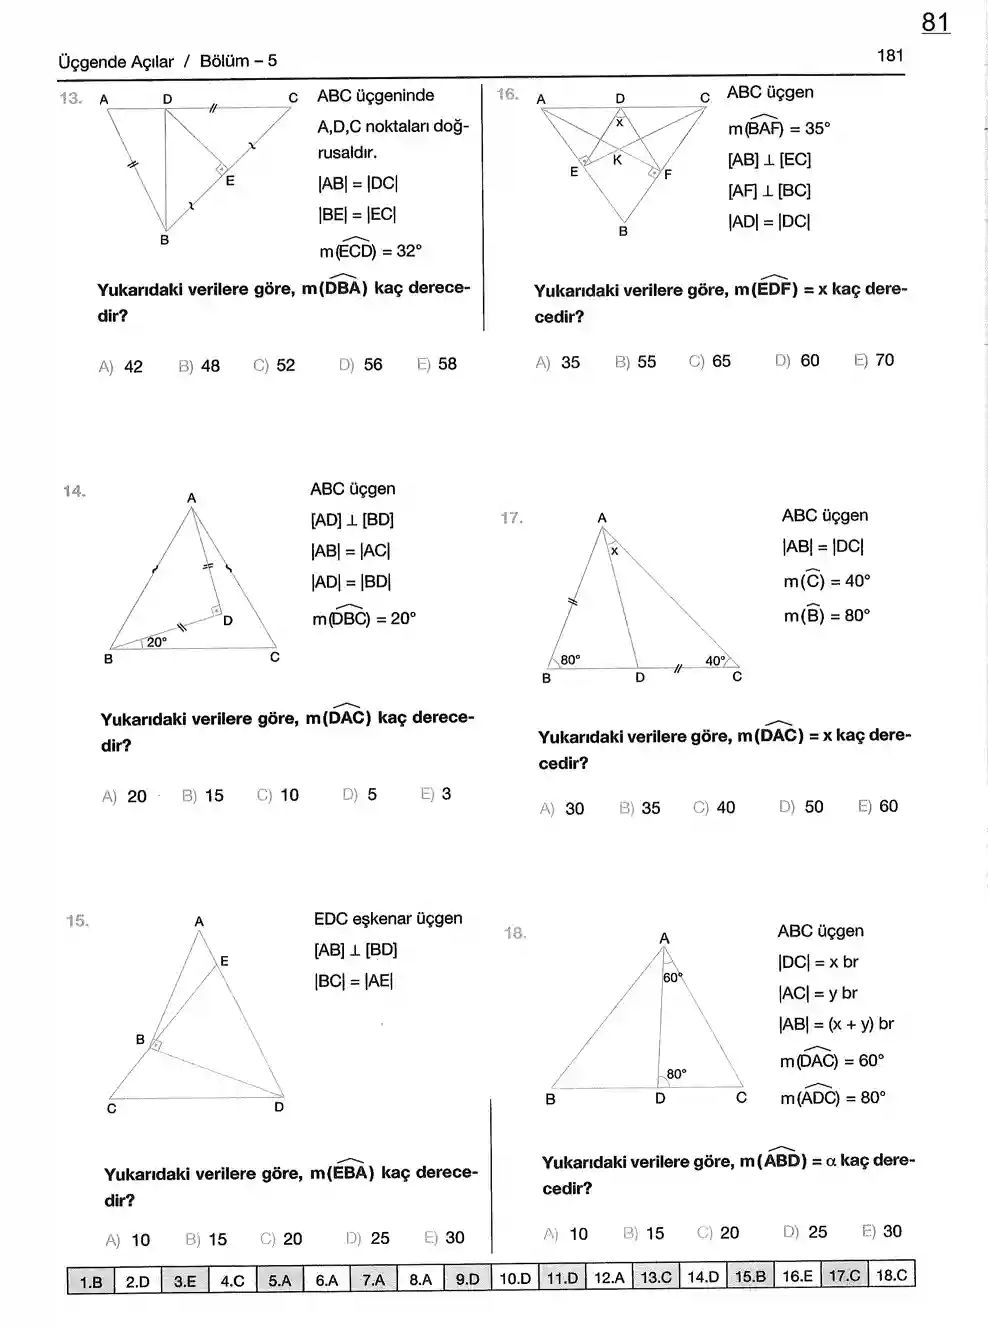 81
Üçgende Açılar / Bölüm – 5
181
13.
A D C
E
B
ABC üçgeninde
A,D,C noktaları doğ-
rusaldır.
|AB| = |DC|
|BE| = |EC|
m(ECD) = 32°
Yukarıdaki verilere göre, m(DBA) kaç derece-
dir?
A) 42 B) 48 C) 52 D) 56 E) 58
14.
A
D
20°
B C
ABC üçgen
[AD] ⊥ [BD]
|AB| = |AC|
|AD| = |BD|
m(DBC) = 20°
Yukarıdaki verilere göre, m(DAC) kaç derece-
dir?
A) 20 B) 15 C) 10 D) 5 E) 3
15.
A
E
B
C D
EDC eşkenar üçgen
[AB] ⊥ [BD]
|BC| = |AE|
Yukarıdaki verilere göre, m(EBA) kaç derece-
dir?
A) 10 B) 15 C) 20 D) 25 E) 30
16.
A D C
x
K
E F
B
ABC üçgen
m(BAF) = 35°
[AB] ⊥ [EC]
[AF] ⊥ [BC]
|AD| = |DC|
Yukarıdaki verilere göre, m(EDF) = x kaç dere-
cedir?
A) 35 B) 55 C) 65 D) 60 E) 70
17.
A
x
80° 40°
B D C
ABC üçgen
|AB| = |DC|
m(C) = 40°
m(B) = 80°
Yukarıdaki verilere göre, m(DAC) = x kaç dere-
cedir?
A) 30 B) 35 C) 40 D) 50 E) 60
18.
A
60°
80°
B D C
ABC üçgen
|DC| = x br
|AC| = y br
|AB| = (x + y) br
m(DAC) = 60°
m(ADC) = 80°
Yukarıdaki verilere göre, m(ABD) = α kaç dere-
cedir?
A) 10 B) 15 C) 20 D) 25 E) 30
1.B 2.D 3.E 4.C 5.A 6.A 7.A 8.A 9.D 10.D 11.D 12.A 13.C 14.D 15.B 16.E 17.C 18.C